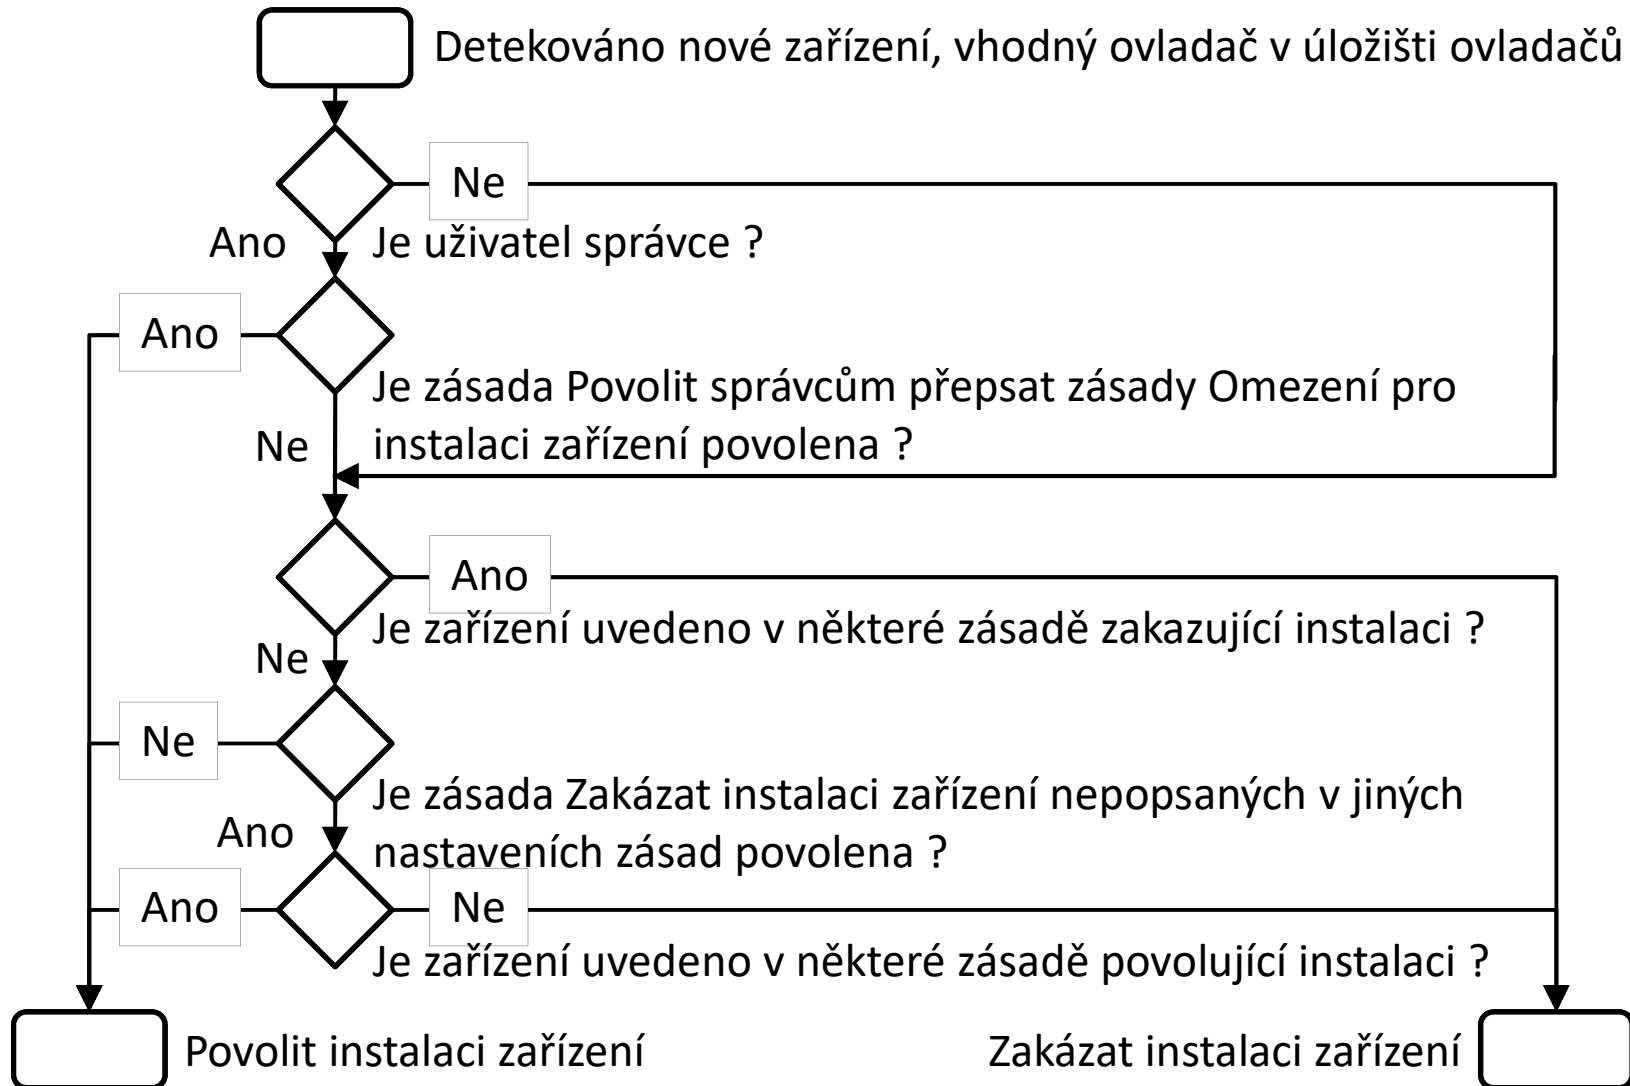 Detekováno nové zařízení, vhodný ovladač v úložišti ovladačů
Ne
Ano
Je uživatel správce ?
Ano
Je zásada Povolit správcům přepsat zásady Omezení pro
Ne
instalaci zařízení povolena ?
Ano
Je zařízení uvedeno v některé zásadě zakazující instalaci ?
Ne
Ne
Je zásada Zakázat instalaci zařízení nepopsaných v jiných
Ano
nastaveních zásad povolena ?
Ano
Ne
Je zařízení uvedeno v některé zásadě povolující instalaci ?
Povolit instalaci zařízení
Zakázat instalaci zařízení